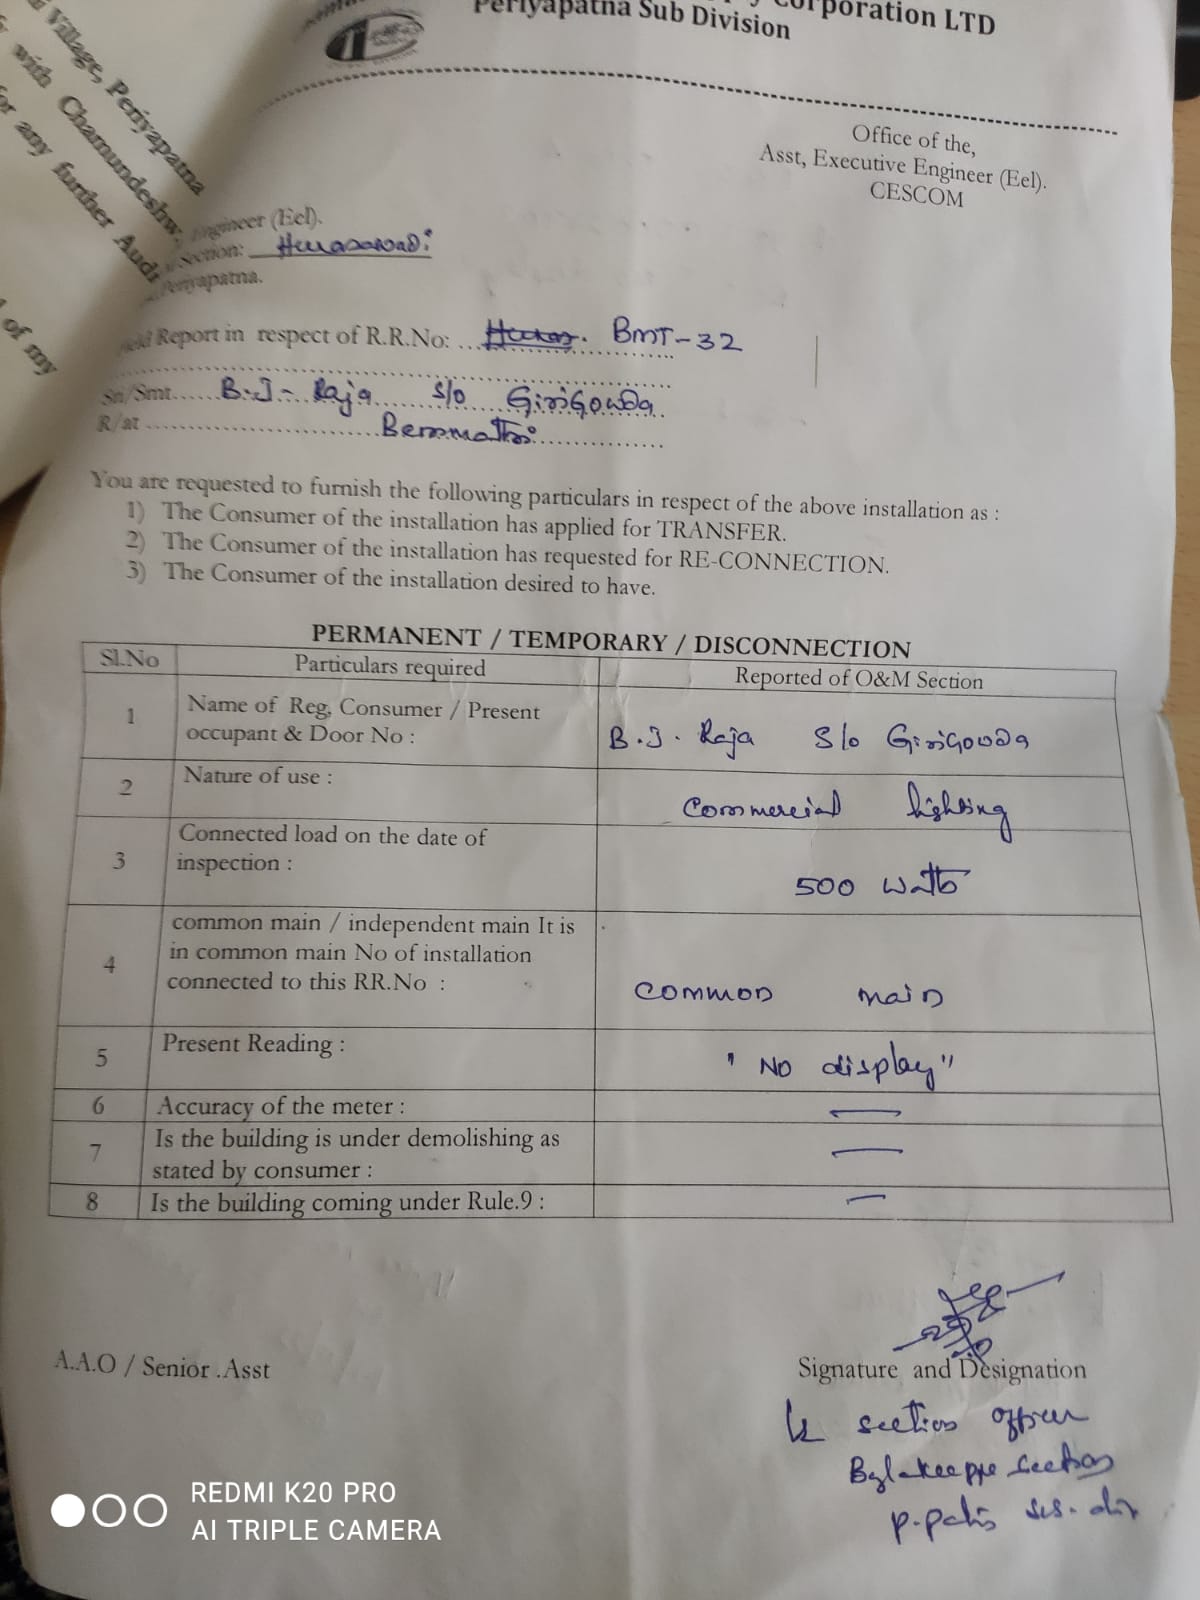 Corporation LTD
Periyapatna Sub Division
Village, Periyapatna
with Chamundeshw
for any further Audi
of my
Office of the,
Asst, Executive Engineer (Eel).
CESCOM
Engineer (Eel).
Section:
Periyapatna.
Report in respect of R.R.No: BMT-32
Sri/Smt. B.J. Raja S/o Girigowda
R/at
You are requested to furnish the following particulars in respect of the above installation as :
1) The Consumer of the installation has applied for TRANSFER.
2) The Consumer of the installation has requested for RE-CONNECTION.
3) The Consumer of the installation desired to have.
PERMANENT / TEMPORARY / DISCONNECTION
Sl.No Particulars required Reported of O&M Section
1 Name of Reg, Consumer / Present
occupant & Door No : B.J. Raja S/o Girigowda
2 Nature of use : Commercial lighting
3 Connected load on the date of
inspection : 500 watts
4 common main / independent main It is
in common main No of installation
connected to this RR.No : common main
5 Present Reading : "No display"
6 Accuracy of the meter : —
7 Is the building is under demolishing as
stated by consumer : —
8 Is the building coming under Rule.9 : —
A.A.O / Senior .Asst
Signature and Designation
section officer
Bylakuppe section
REDMI K20 PRO
AI TRIPLE CAMERA